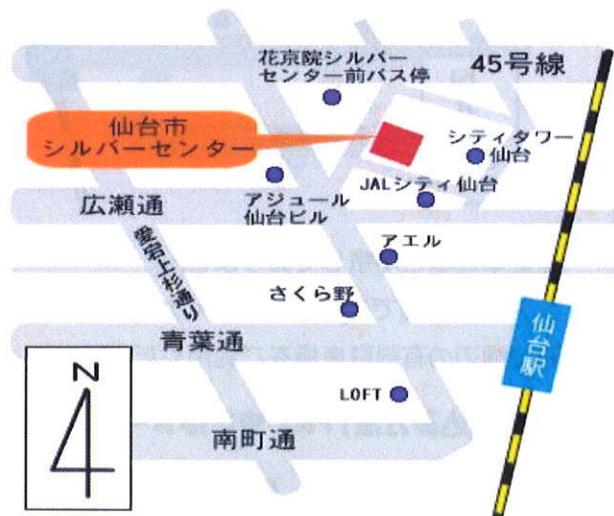 花京院シルバー
センター前バス停
45号線
仙台市
シルバーセンター
シティタワー
仙台
JALシティ仙台
広瀬通
アジュール
仙台ビル
愛宕上杉通り
アエル
さくら野
青葉通
仙台駅
LOFT
南町通
N